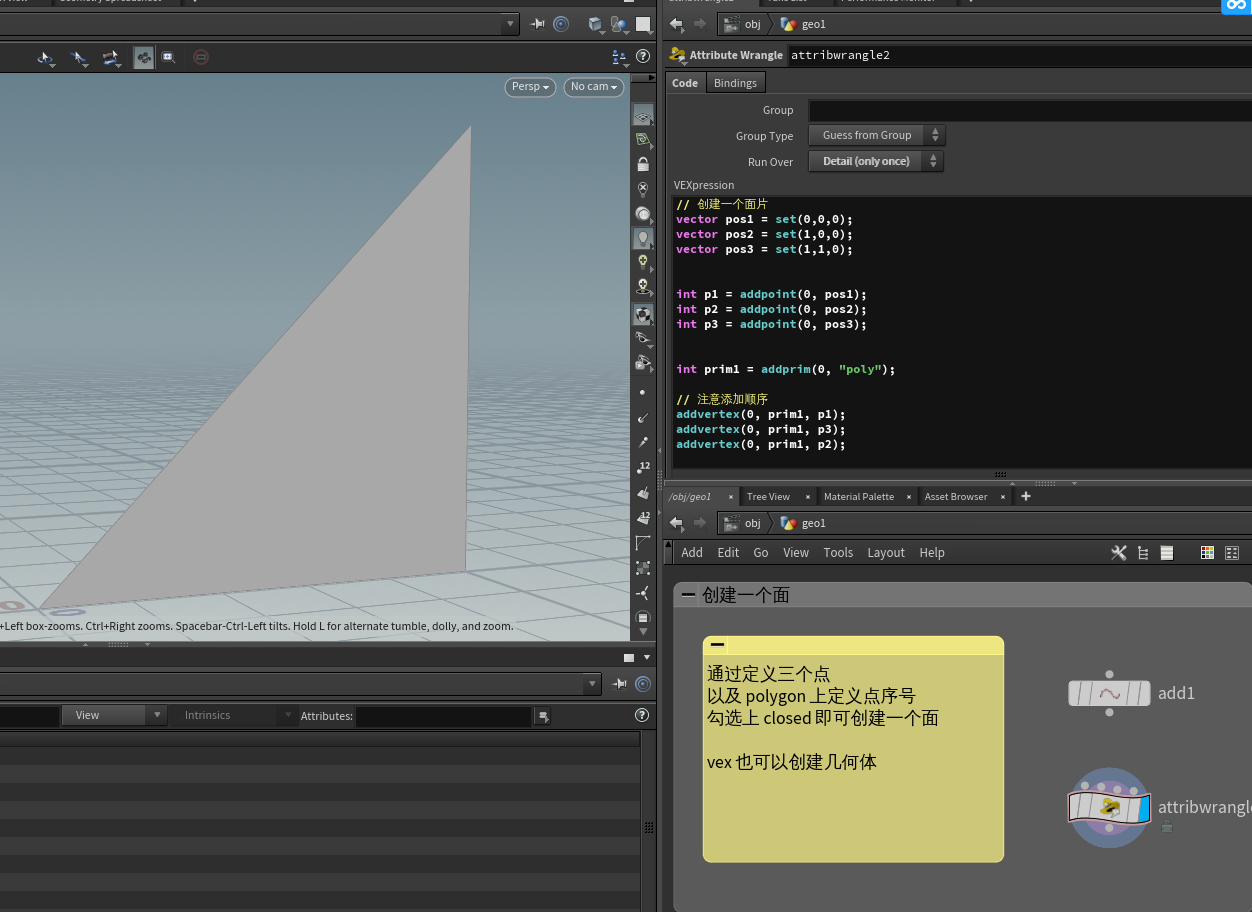 Persp
No cam
12
12
+Left box-zooms. Ctrl+Right zooms. Spacebar-Ctrl-Left tilts. Hold L for alternate tumble, dolly, and zoom.
View
Intrinsics
Attributes:
obj
geo1
Attribute Wrangle
attribwrangle2
Code
Bindings
Group
Group Type
Guess from Group
Run Over
Detail (only once)
VEXpression
// 创建一个面片
vector pos1 = set(0,0,0);
vector pos2 = set(1,0,0);
vector pos3 = set(1,1,0);
int p1 = addpoint(0, pos1);
int p2 = addpoint(0, pos2);
int p3 = addpoint(0, pos3);
int prim1 = addprim(0, "poly");
// 注意添加顺序
addvertex(0, prim1, p1);
addvertex(0, prim1, p3);
addvertex(0, prim1, p2);
/obj/geo1 × Tree View × Material Palette × Asset Browser × +
obj
geo1
Add Edit Go View Tools Layout Help
创建一个面
通过定义三个点
以及 polygon 上定义点序号
勾选上 closed 即可创建一个面
vex 也可以创建几何体
add1
attribwrangle